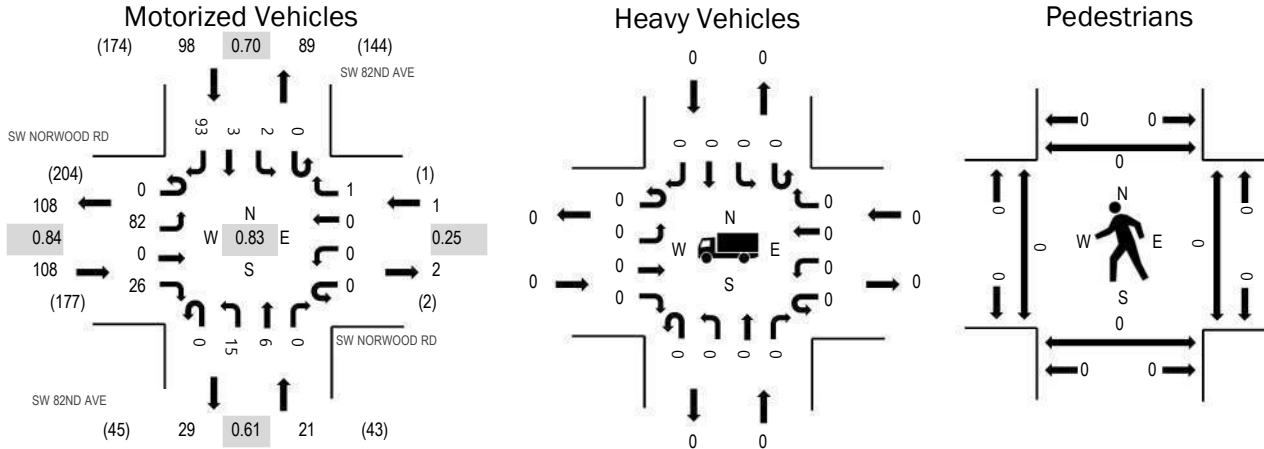 Motorized Vehicles
(174) 98 0.70 89 (144)
SW 82ND AVE
SW NORWOOD RD
93 3 2 0
(204) 0 1 (1)
108 82 N 0 1
0.84 0 W 0.83 E 0 0.25
108 26 S 0 2
(177) (2)
0 15 6 0
SW NORWOOD RD
SW 82ND AVE
(45) 29 0.61 21 (43)
Heavy Vehicles
0 0
0 0 0 0
0 0
0 0 N 0 0
0 W E 0
0 0 S 0 0
0 0 0 0
0 0
Pedestrians
0 0
0
0 N 0
0 W E 0
0 S 0
0
0 0